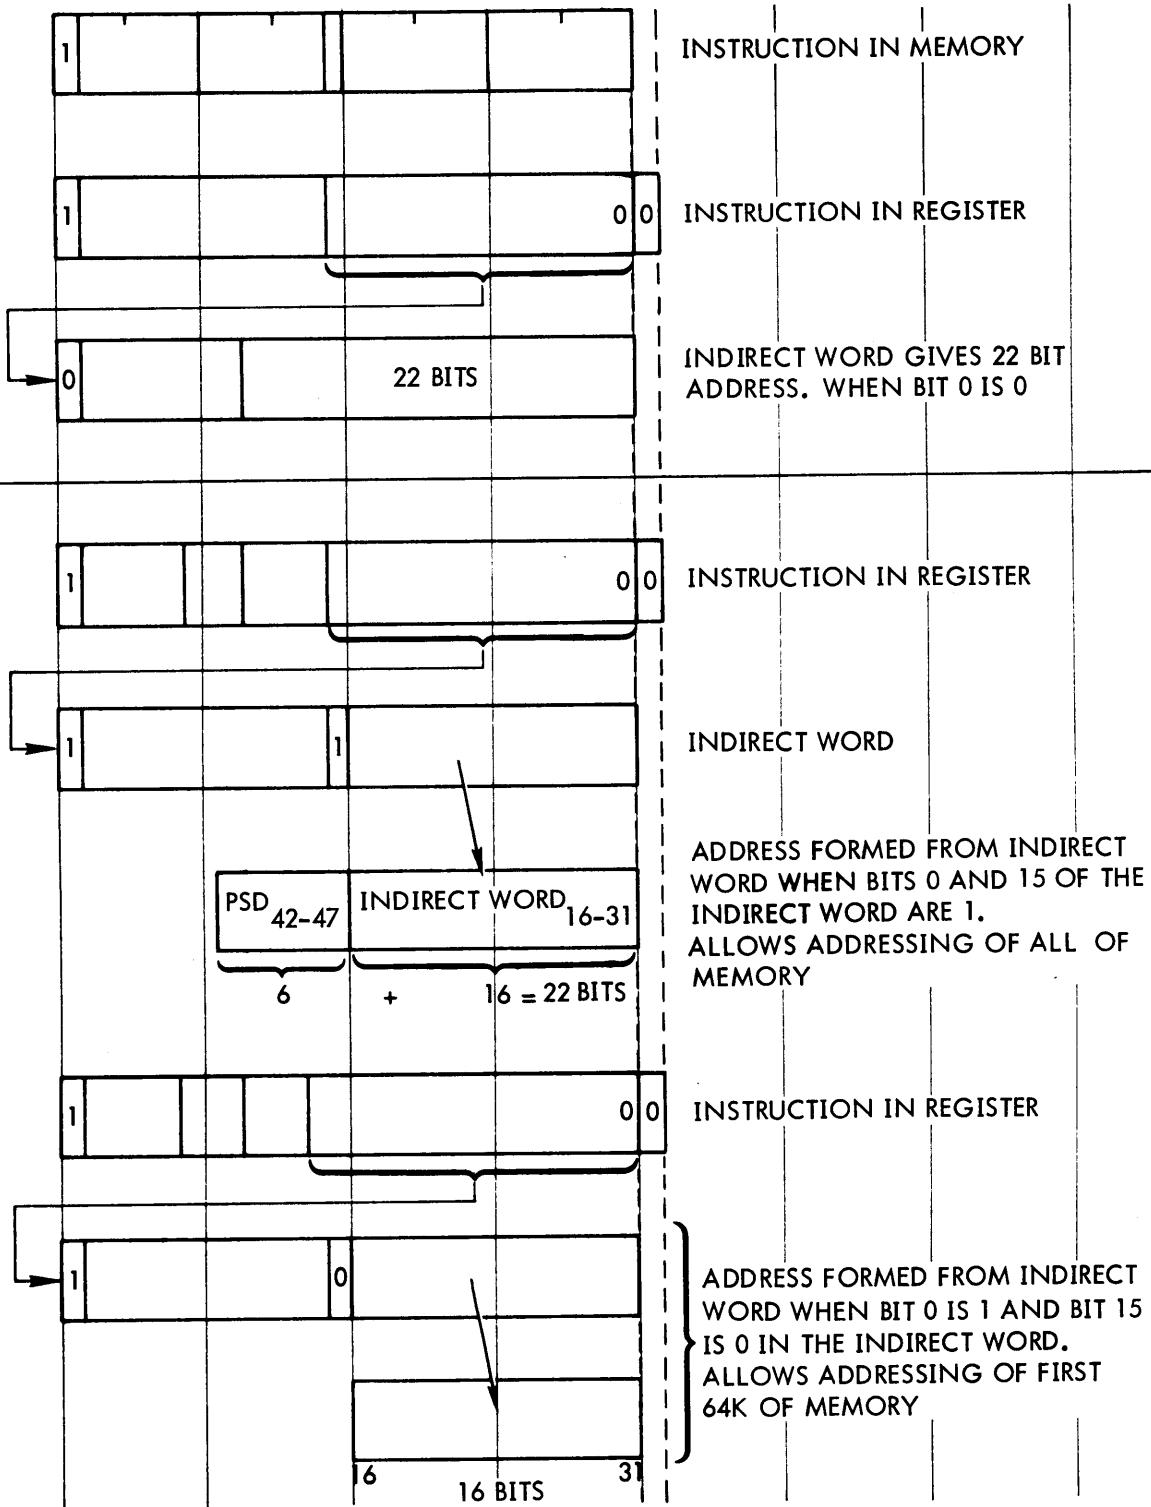 1
INSTRUCTION IN MEMORY
1
0 0
INSTRUCTION IN REGISTER
0
22 BITS
INDIRECT WORD GIVES 22 BIT
ADDRESS. WHEN BIT 0 IS 0
1
0 0
INSTRUCTION IN REGISTER
1
1
INDIRECT WORD
PSD 42-47
INDIRECT WORD 16-31
6 + 16 = 22 BITS
ADDRESS FORMED FROM INDIRECT
WORD WHEN BITS 0 AND 15 OF THE
INDIRECT WORD ARE 1.
ALLOWS ADDRESSING OF ALL OF
MEMORY
1
0 0
INSTRUCTION IN REGISTER
1
0
ADDRESS FORMED FROM INDIRECT
WORD WHEN BIT 0 IS 1 AND BIT 15
IS 0 IN THE INDIRECT WORD.
ALLOWS ADDRESSING OF FIRST
64K OF MEMORY
16 31
16 BITS